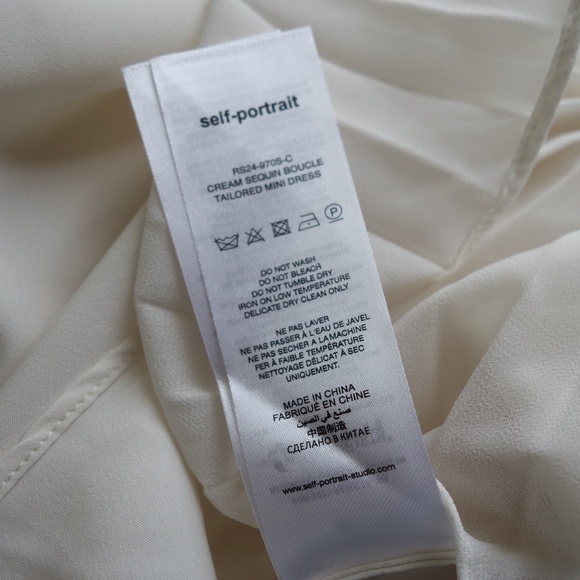 self-portrait
RS24-970S-C
CREAM SEQUIN BOUCLE
TAILORED MINI DRESS
DO NOT WASH
DO NOT BLEACH
DO NOT TUMBLE DRY
IRON ON LOW TEMPERATURE
DELICATE DRY CLEAN ONLY
NE PAS LAVER
NE PAS PASSER À L'EAU DE JAVEL
NE PAS SECHER A LA MACHINE
FER À FAIBLE TEMPÉRATURE
NETTOYAGE DÉLICAT À SEC
UNIQUEMENT.
MADE IN CHINA
FABRIQUÉ EN CHINE
صنع في الصين
中国制造
СДЕЛАНО В КИТАЕ
www.self-portrait-studio.com